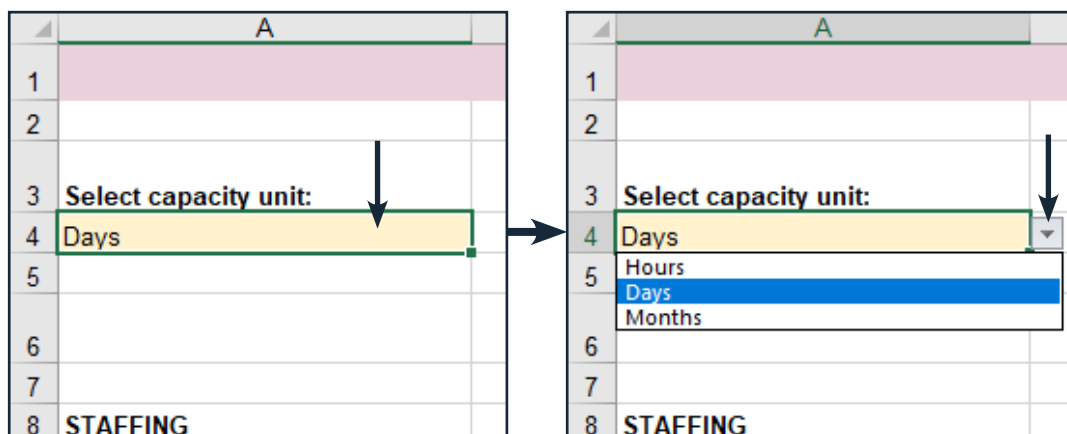 A
1
2
3 Select capacity unit:
4 Days
5
6
7
8 STAFFING
A
1
2
3 Select capacity unit:
4 Days
Hours
5 Days
Months
6
7
8 STAFFING